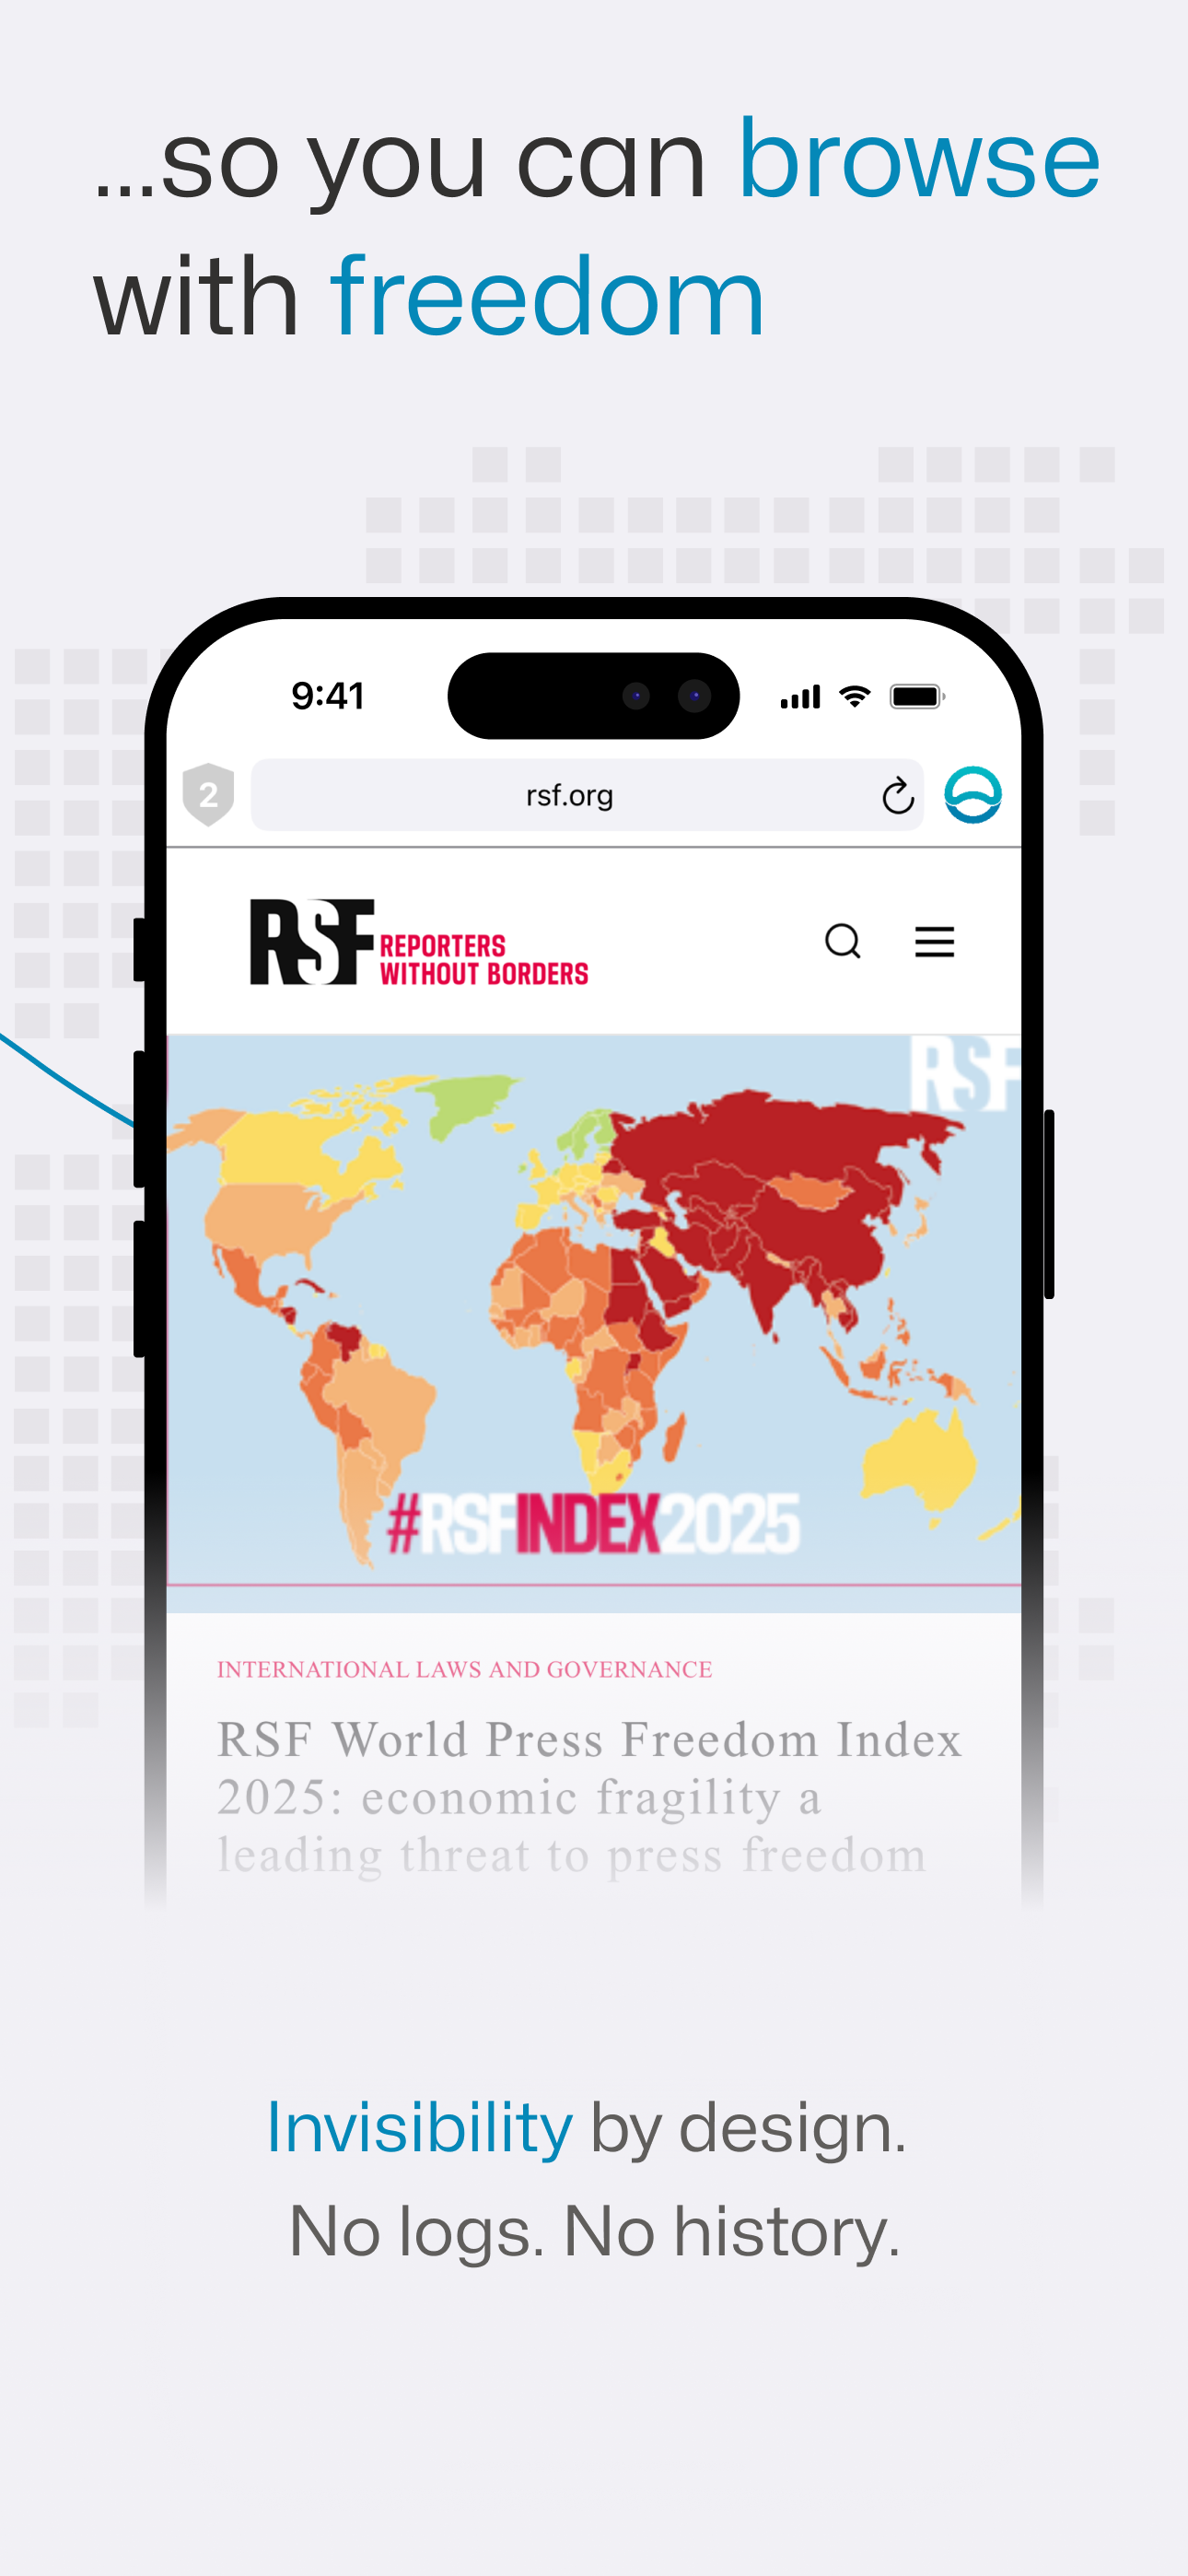 ...so you can browse
with freedom
9:41
2
rsf.org
RSF REPORTERS
WITHOUT BORDERS
RSF
#RSFINDEX2025
INTERNATIONAL LAWS AND GOVERNANCE
RSF World Press Freedom Index
2025: economic fragility a
leading threat to press freedom
Invisibility by design.
No logs. No history.